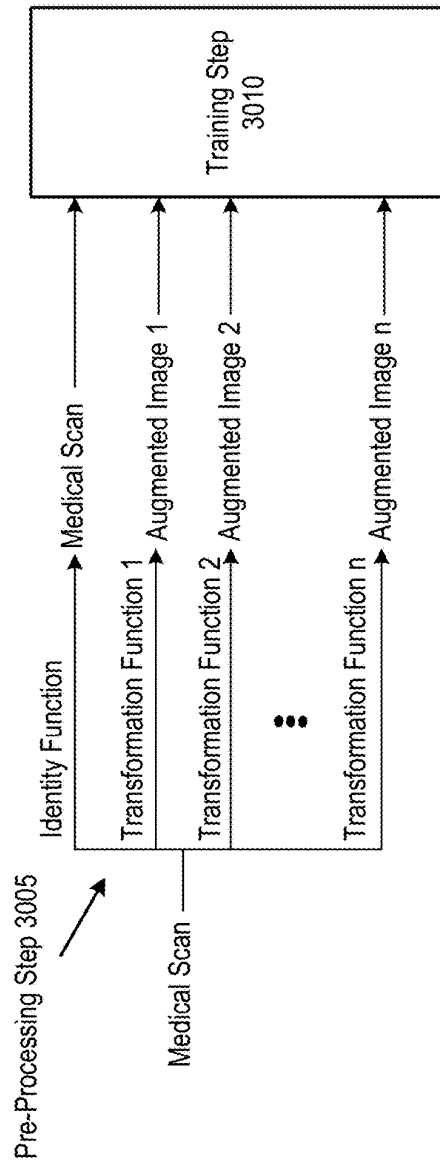 Pre-Processing Step 3005
Medical Scan
Identity Function
Medical Scan
Transformation Function 1
Augmented Image 1
Transformation Function 2
Augmented Image 2
Transformation Function n
Augmented Image n
Training Step
3010